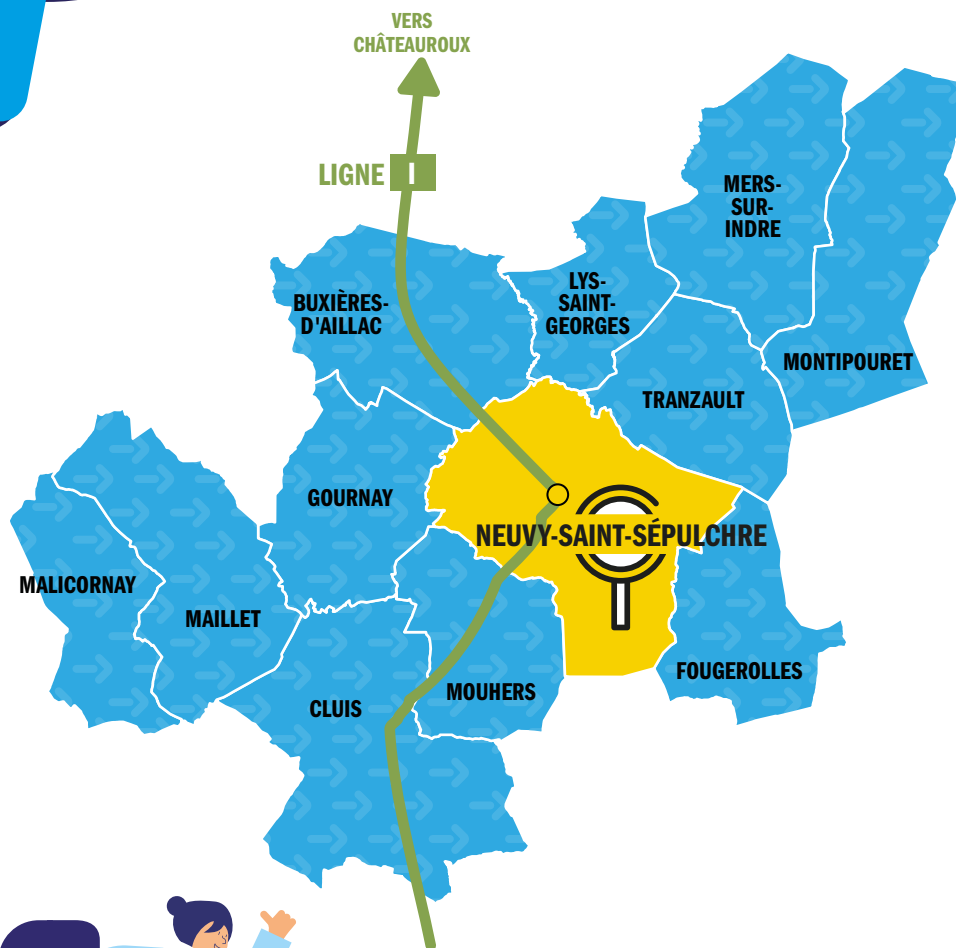 VERS
CHÂTEAUROUX
LIGNE I
MERS-
SUR-
INDRE
LYS-
SAINT-
GEORGES
BUXIÈRES-
D'AILLAC
MONTIPOURET
TRANZAULT
GOURNAY
NEUVY-SAINT-SÉPULCHRE
MALICORNAY
MAILLET
FOUGEROLLES
MOUHERS
CLUIS